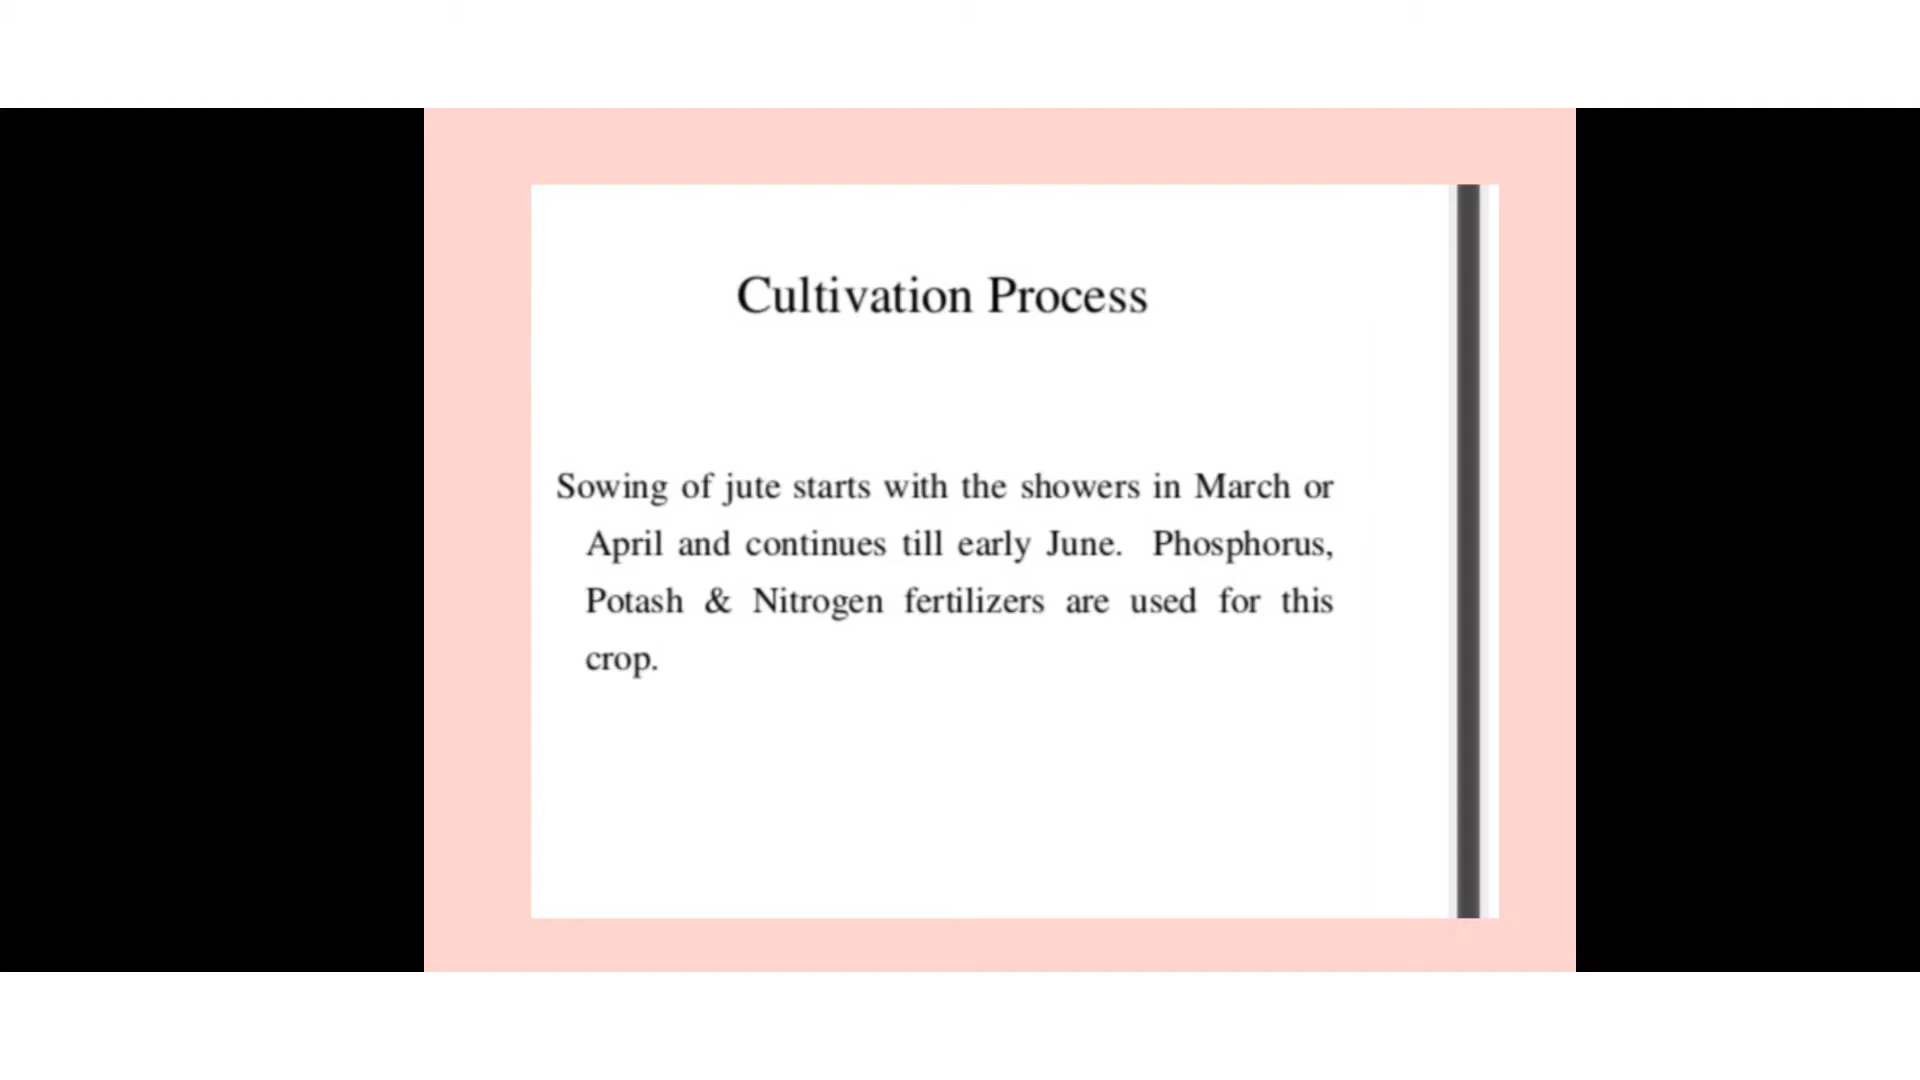 Cultivation Process
Sowing of jute starts with the showers in March or
April and continues till early June. Phosphorus,
Potash & Nitrogen fertilizers are used for this
crop.